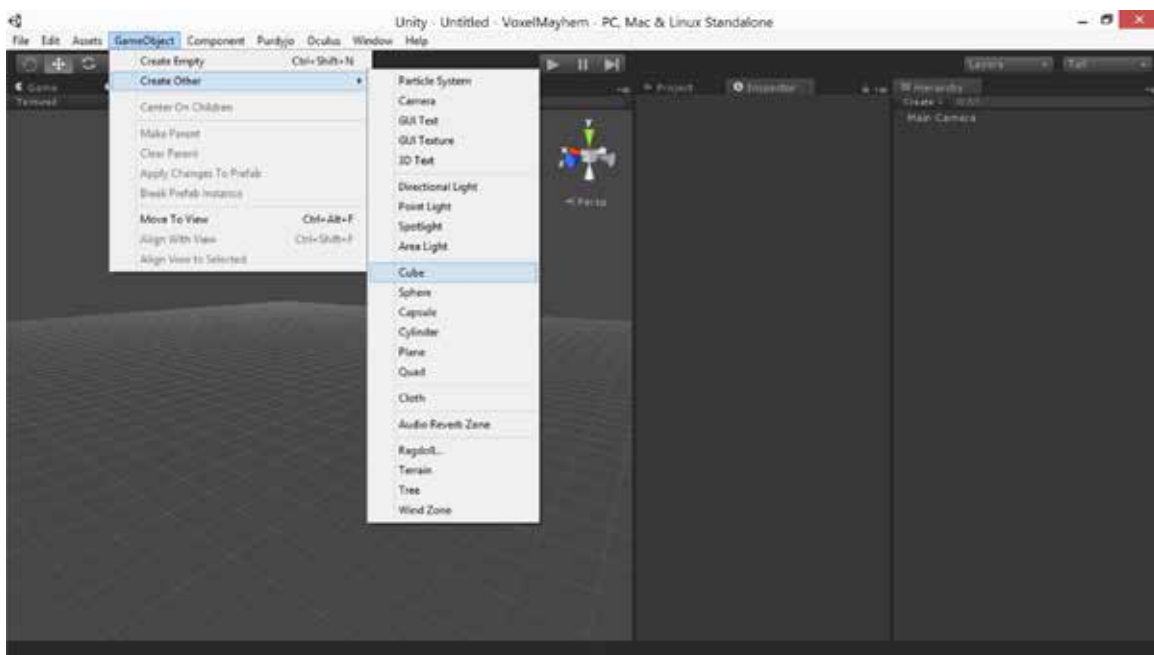 Unity - Untitled - VoxelMayhem - PC, Mac & Linux Standalone
File Edit Assets GameObject Component Purdyjo Oculus Window Help
Create Empty Ctrl+Shift+N
Create Other
Center On Children
Make Parent
Clear Parent
Apply Changes To Prefab
Break Prefab Instance
Move To View Ctrl+Alt+F
Align With View Ctrl+Shift+F
Align View to Selected
Particle System
Camera
GUI Text
GUI Texture
3D Text
Directional Light
Point Light
Spotlight
Area Light
Cube
Sphere
Capsule
Cylinder
Plane
Quad
Cloth
Audio Reverb Zone
Ragdoll...
Terrain
Tree
Wind Zone
Layers Tall
Game
Textured
Persp
Project Inspector
Hierarchy
Create
Main Camera